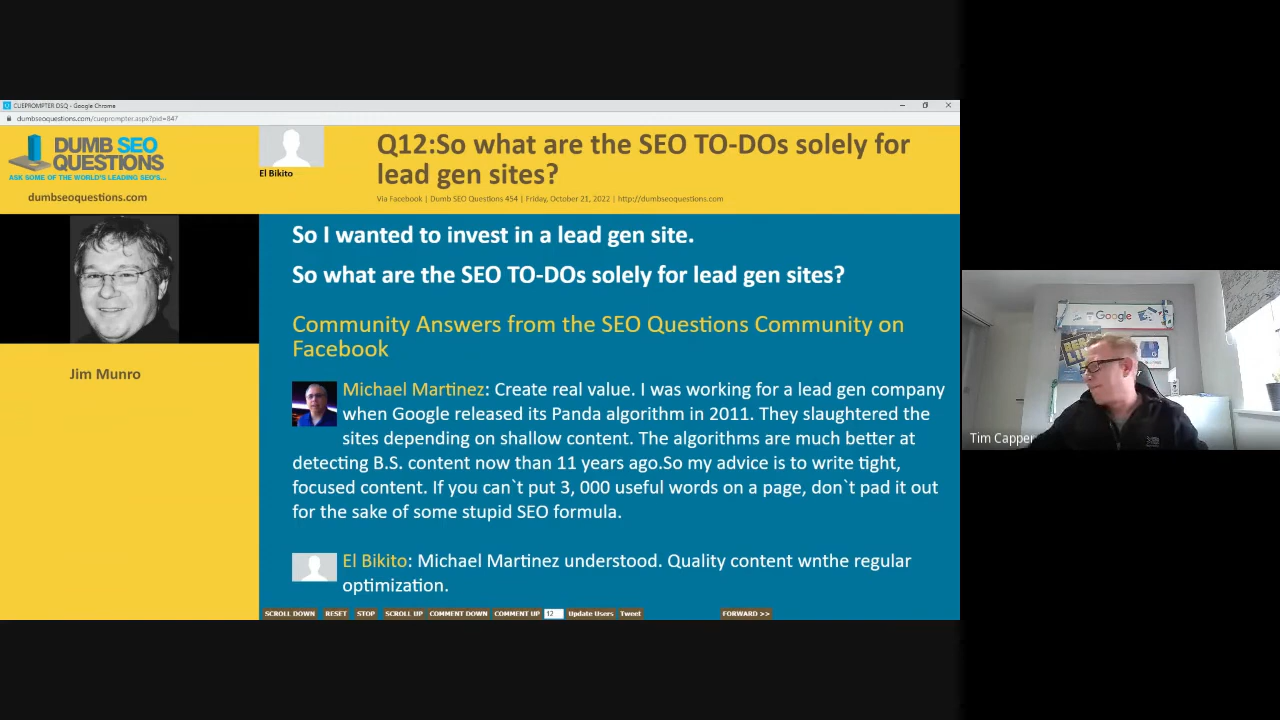 CUEPROMPTER DSQ - Google Chrome
dumbseoquestions.com/cueprompter.aspx?pid=847
DUMB SEO
QUESTIONS
ASK SOME OF THE WORLD'S LEADING SEO'S...
dumbseoquestions.com
El Bikito
Q12:So what are the SEO TO-DOs solely for
lead gen sites?
Via Facebook | Dumb SEO Questions 454 | Friday, October 21, 2022 | http://dumbseoquestions.com
Jim Munro
So I wanted to invest in a lead gen site.
So what are the SEO TO-DOs solely for lead gen sites?
Community Answers from the SEO Questions Community on
Facebook
Michael Martinez: Create real value. I was working for a lead gen company
when Google released its Panda algorithm in 2011. They slaughtered the
sites depending on shallow content. The algorithms are much better at
detecting B.S. content now than 11 years ago.So my advice is to write tight,
focused content. If you can`t put 3, 000 useful words on a page, don`t pad it out
for the sake of some stupid SEO formula.
El Bikito: Michael Martinez understood. Quality content wnthe regular
optimization.
SCROLL DOWN RESET STOP SCROLL UP COMMENT DOWN COMMENT UP 12 Update Users Tweet FORWARD >>
Google
Tim Capper